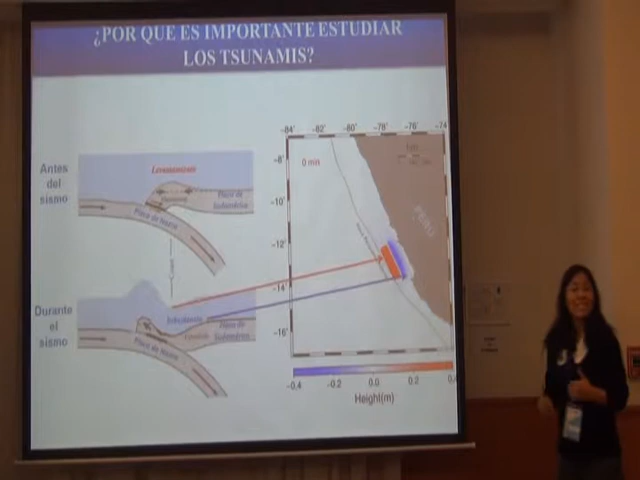 ¿POR QUE ES IMPORTANTE ESTUDIAR
LOS TSUNAMIS?
Antes
del
sismo
Levantamiento
Placa de
Sudamérica
Placa de Nazca
Durante
el
sismo
Subsidencia
Placa de
Sudamérica
Placa de Nazca
-84˚ -82˚ -80˚ -78˚ -76˚ -74
0 min
km
-8˚
-10˚
-12˚
-14˚
-16˚
PERU
-0.4 -0.2 0.0 0.2
Height(m)